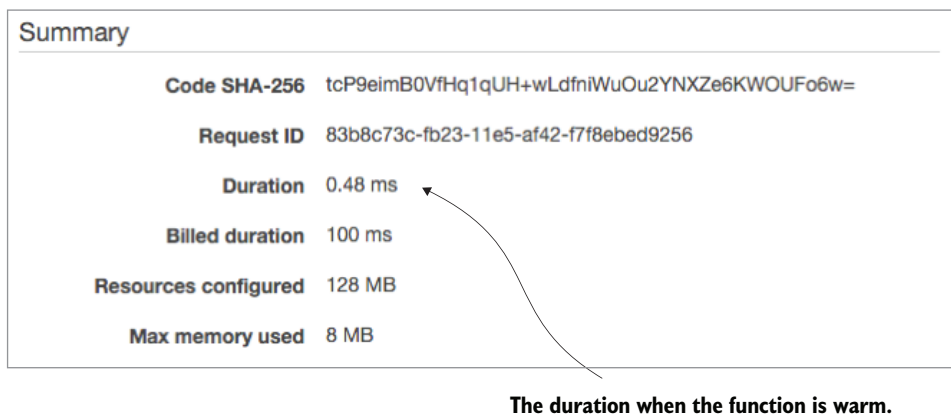 Summary
Code SHA-256 tcP9eimB0VfHq1qUH+wLdfniWuOu2YNXZe6KWOUFo6w=
Request ID 83b8c73c-fb23-11e5-af42-f7f8ebed9256
Duration 0.48 ms
Billed duration 100 ms
Resources configured 128 MB
Max memory used 8 MB
The duration when the function is warm.